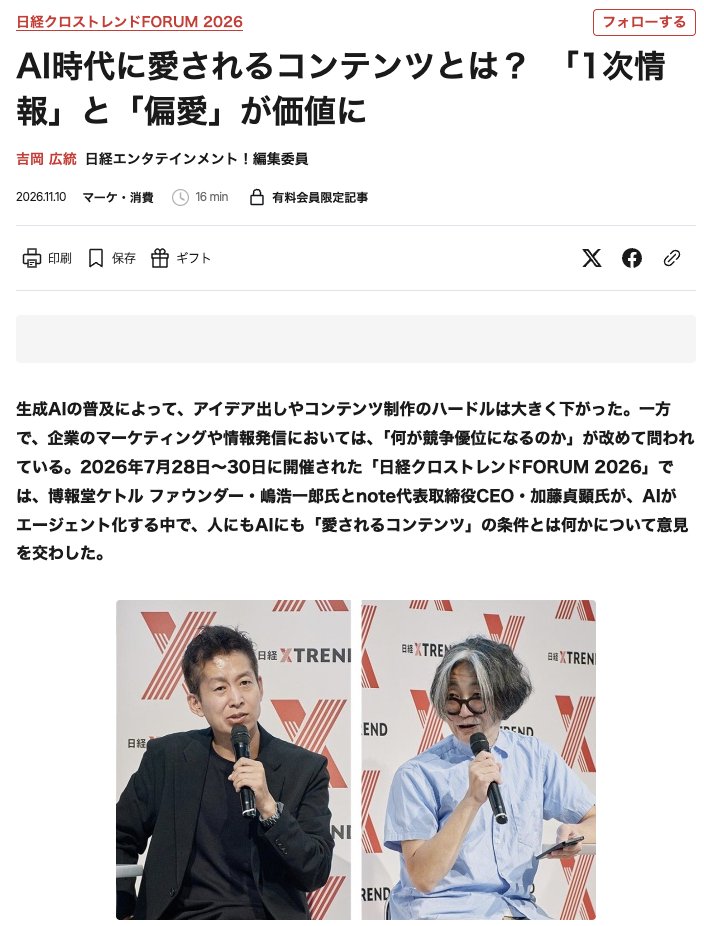 日経クロストレンドFORUM 2026
フォローする
AI時代に愛されるコンテンツとは？　「1次情
報」と「偏愛」が価値に
吉岡 広統 日経エンタテインメント！編集委員
2026.11.10 マーケ・消費 16 min 有料会員限定記事
印刷 保存 ギフト
生成AIの普及によって、アイデア出しやコンテンツ制作のハードルは大きく下がった。一方
で、企業のマーケティングや情報発信においては、「何が競争優位になるのか」が改めて問われ
ている。2026年7月28日～30日に開催された「日経クロストレンドFORUM 2026」で
は、博報堂ケトル ファウンダー・嶋浩一郎氏とnote代表取締役CEO・加藤貞顕氏が、AIが
エージェント化する中で、人にもAIにも「愛されるコンテンツ」の条件とは何かについて意見
を交わした。
日経 XTREN
日経
TREN
日経 XTREND
日経 XTREN
END
TREND
REND